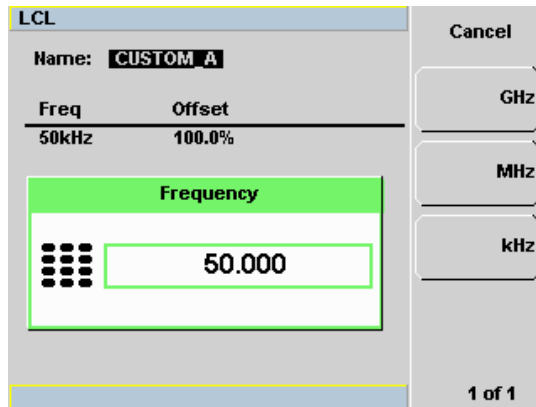 LCL
Name: CUSTOM_A
Freq Offset
50kHz 100.0%
Frequency
50.000
Cancel
GHz
MHz
kHz
1 of 1